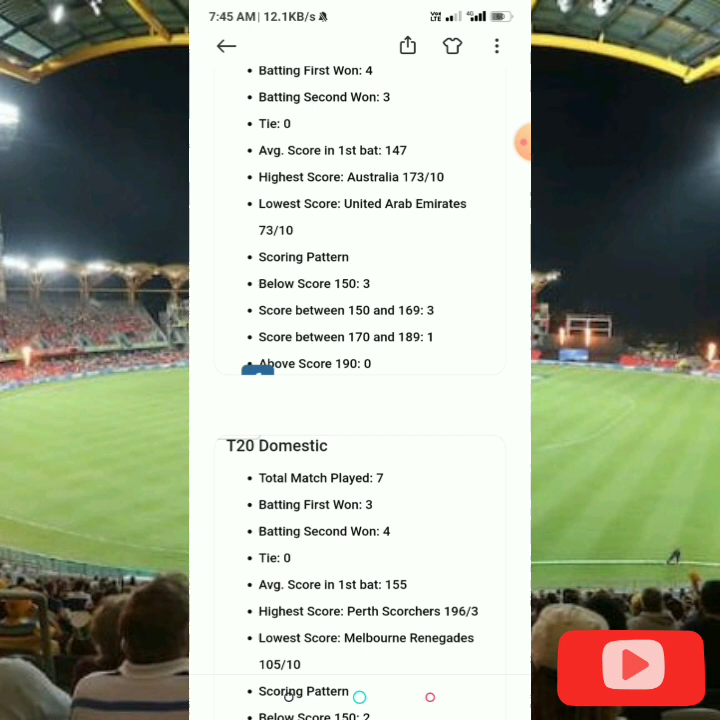 7:45 AM | 12.1KB/s
Vo LTE 4G
Batting First Won: 4
Batting Second Won: 3
Tie: 0
Avg. Score in 1st bat: 147
Highest Score: Australia 173/10
Lowest Score: United Arab Emirates
73/10
Scoring Pattern
Below Score 150: 3
Score between 150 and 169: 3
Score between 170 and 189: 1
Above Score 190: 0
T20 Domestic
Total Match Played: 7
Batting First Won: 3
Batting Second Won: 4
Tie: 0
Avg. Score in 1st bat: 155
Highest Score: Perth Scorchers 196/3
Lowest Score: Melbourne Renegades
105/10
Scoring Pattern
Below Score 150: 2